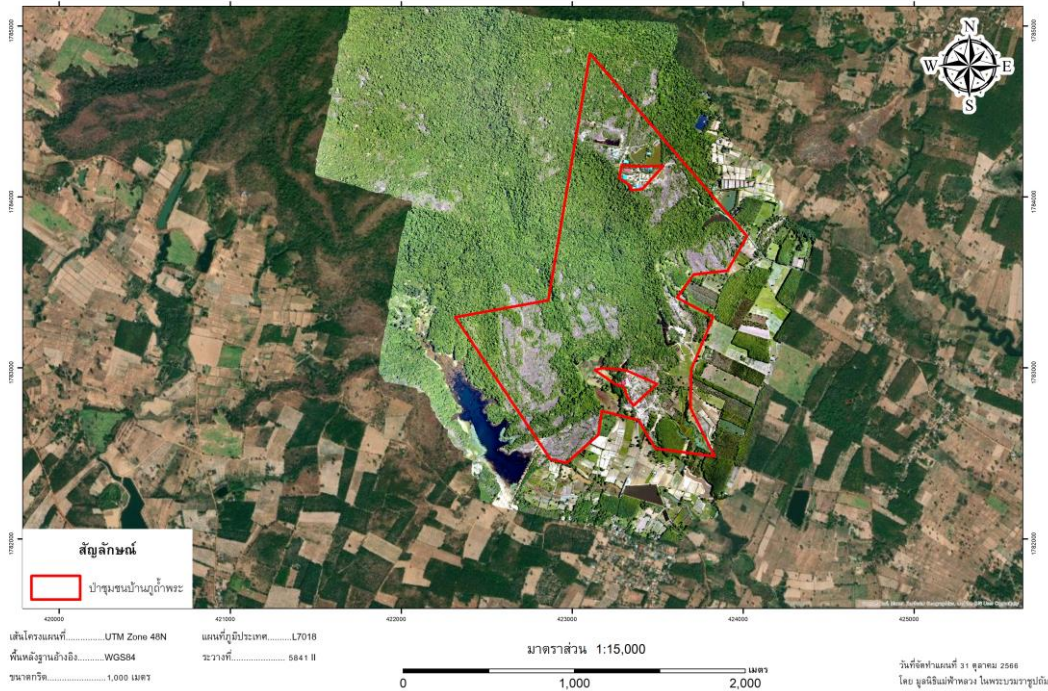 1785000
1785000
N
W
E
S
1784000
1784000
1783000
1783000
1782000
1782000
สัญลักษณ์
ป่าชุมชนบ้านภูถ้ำพระ
420000
421000
422000
423000
424000
425000
เส้นโครงแผนที่...............UTM Zone 48N
พื้นหลังฐานอ้างอิง..........WGS84
ขนาดกริด......................1,000 เมตร
แผนที่ภูมิประเทศ.........L7018
ระวางที่.................... 5841 II
มาตราส่วน 1:15,000
เมตร
0
1,000
2,000
วันที่จัดทำแผนที่ 31 ตุลาคม 2566
โดย มูลนิธิแม่ฟ้าหลวง ในพระบรมราชูปถัม